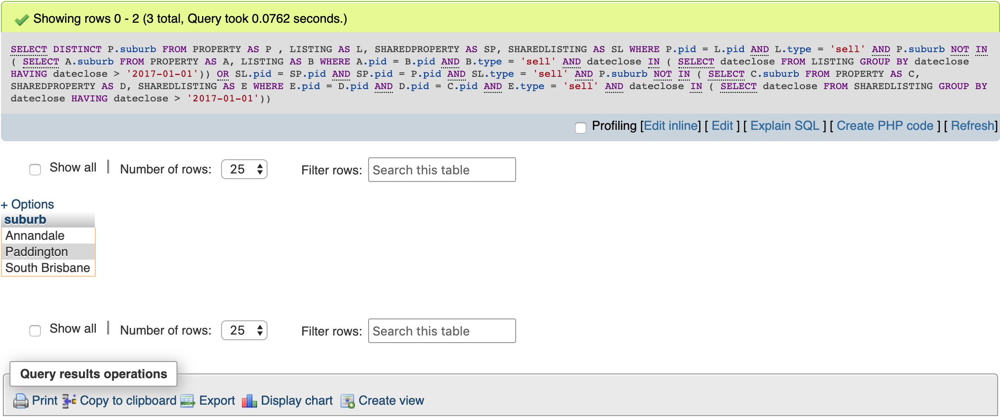 Showing rows 0 - 2 (3 total, Query took 0.0762 seconds.)
SELECT DISTINCT P.suburb FROM PROPERTY AS P , LISTING AS L, SHAREDPROPERTY AS SP, SHAREDLISTING AS SL WHERE P.pid = L.pid AND L.type = 'sell' AND P.suburb NOT IN
( SELECT A.suburb FROM PROPERTY AS A, LISTING AS B WHERE A.pid = B.pid AND B.type = 'sell' AND dateclose IN ( SELECT dateclose FROM LISTING GROUP BY dateclose
HAVING dateclose > '2017-01-01')) OR SL.pid = SP.pid AND SP.pid = P.pid AND SL.type = 'sell' AND P.suburb NOT IN ( SELECT C.suburb FROM PROPERTY AS C,
SHAREDPROPERTY AS D, SHAREDLISTING AS E WHERE E.pid = D.pid AND D.pid = C.pid AND E.type = 'sell' AND dateclose IN ( SELECT dateclose FROM SHAREDLISTING GROUP BY
dateclose HAVING dateclose > '2017-01-01'))
Profiling [Edit inline] [ Edit ] [ Explain SQL ] [ Create PHP code ] [ Refresh]
Show all | Number of rows: 25 Filter rows: Search this table
+ Options
suburb
Annandale
Paddington
South Brisbane
Show all | Number of rows: 25 Filter rows: Search this table
Query results operations
Print Copy to clipboard Export Display chart Create view